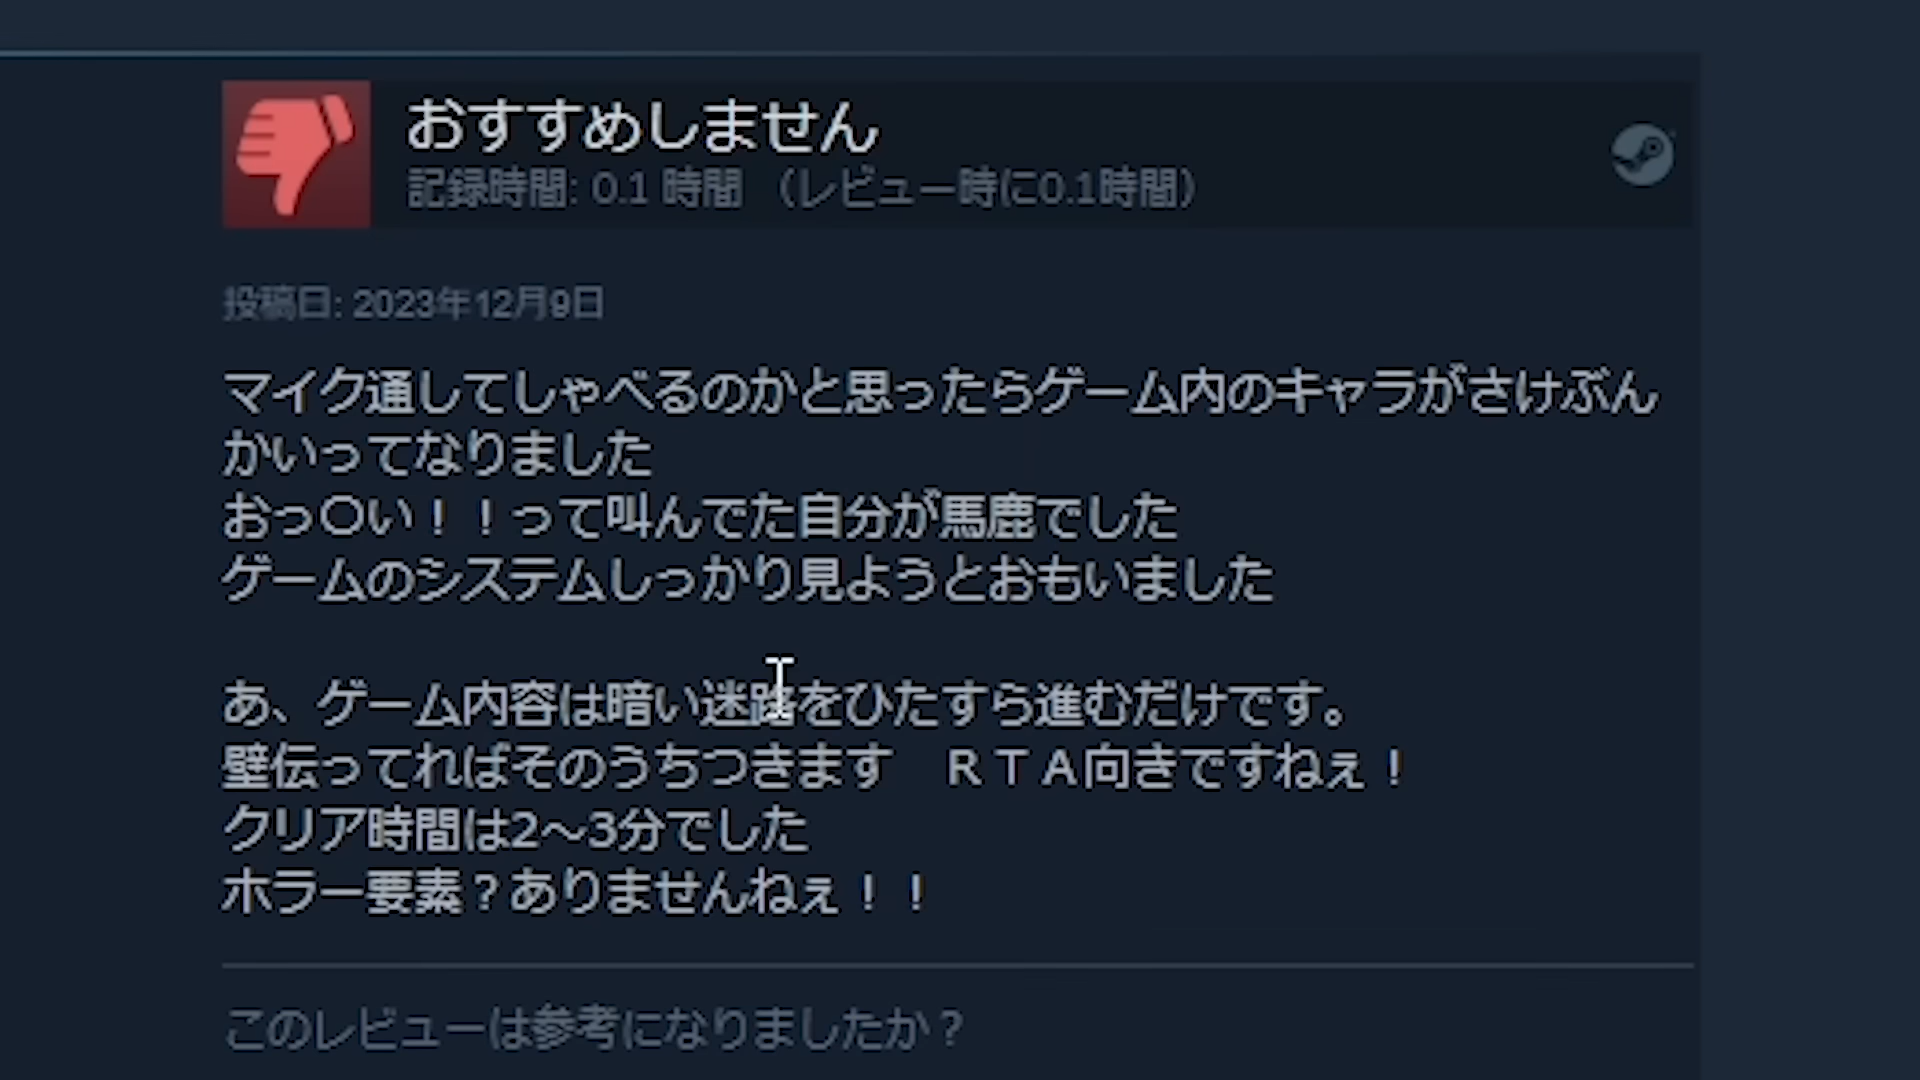 おすすめしません
記録時間: 0.1 時間 （レビュー時に0.1時間）
投稿日: 2023年12月9日
マイク通してしゃべるのかと思ったらゲーム内のキャラがさけぶん
かいってなりました
おっ〇い！！って叫んでた自分が馬鹿でした
ゲームのシステムしっかり見ようとおもいました
あ、ゲーム内容は暗い迷路をひたすら進むだけです。
壁伝ってればそのうちつきます　ＲＴＡ向きですねぇ！
クリア時間は2～3分でした
ホラー要素？ありませんねぇ！！
このレビューは参考になりましたか？